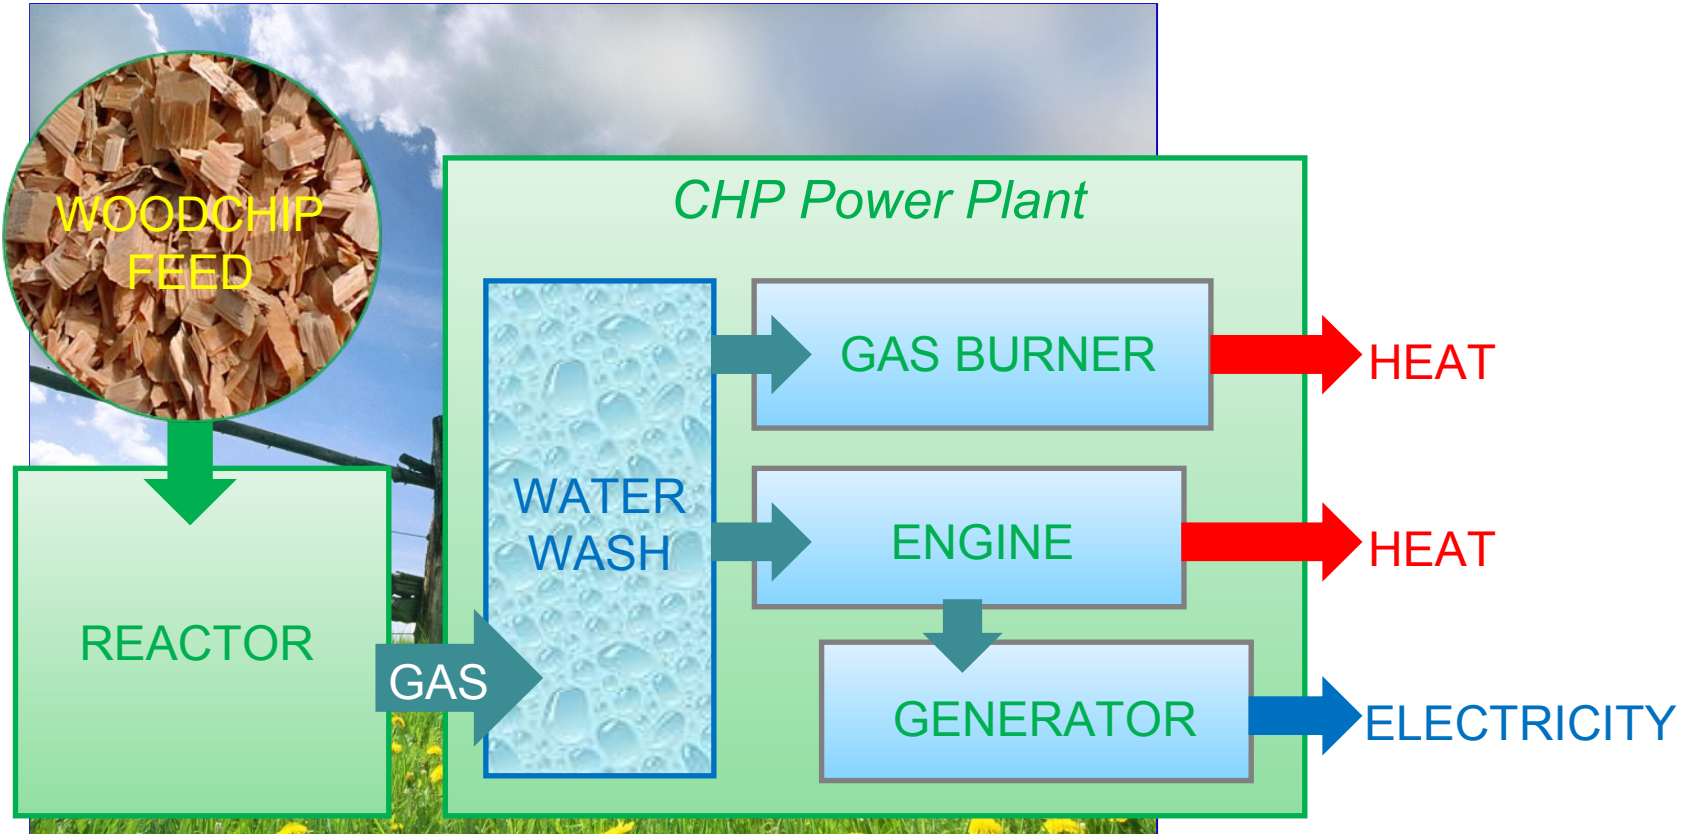 CHP Power Plant
WOODCHIP
FEED
GAS BURNER
HEAT
WATER
WASH
ENGINE
HEAT
REACTOR
GAS
GENERATOR
ELECTRICITY